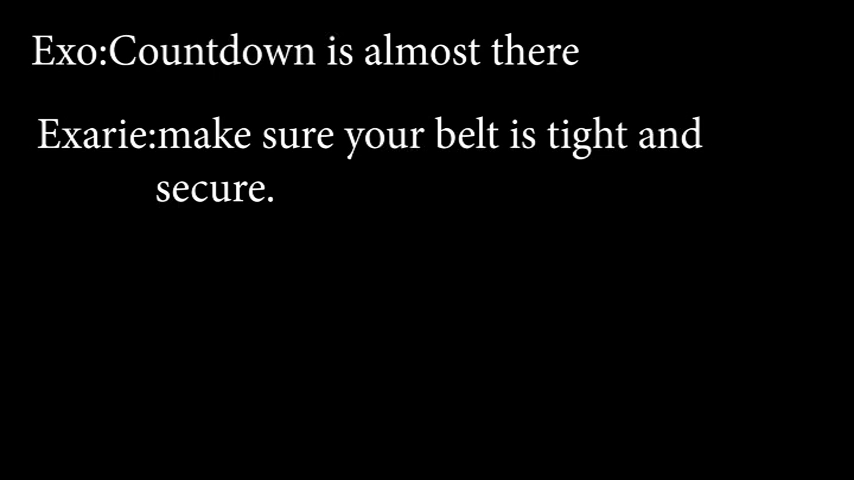 Exo:Countdown is almost there
Exarie:make sure your belt is tight and
secure.